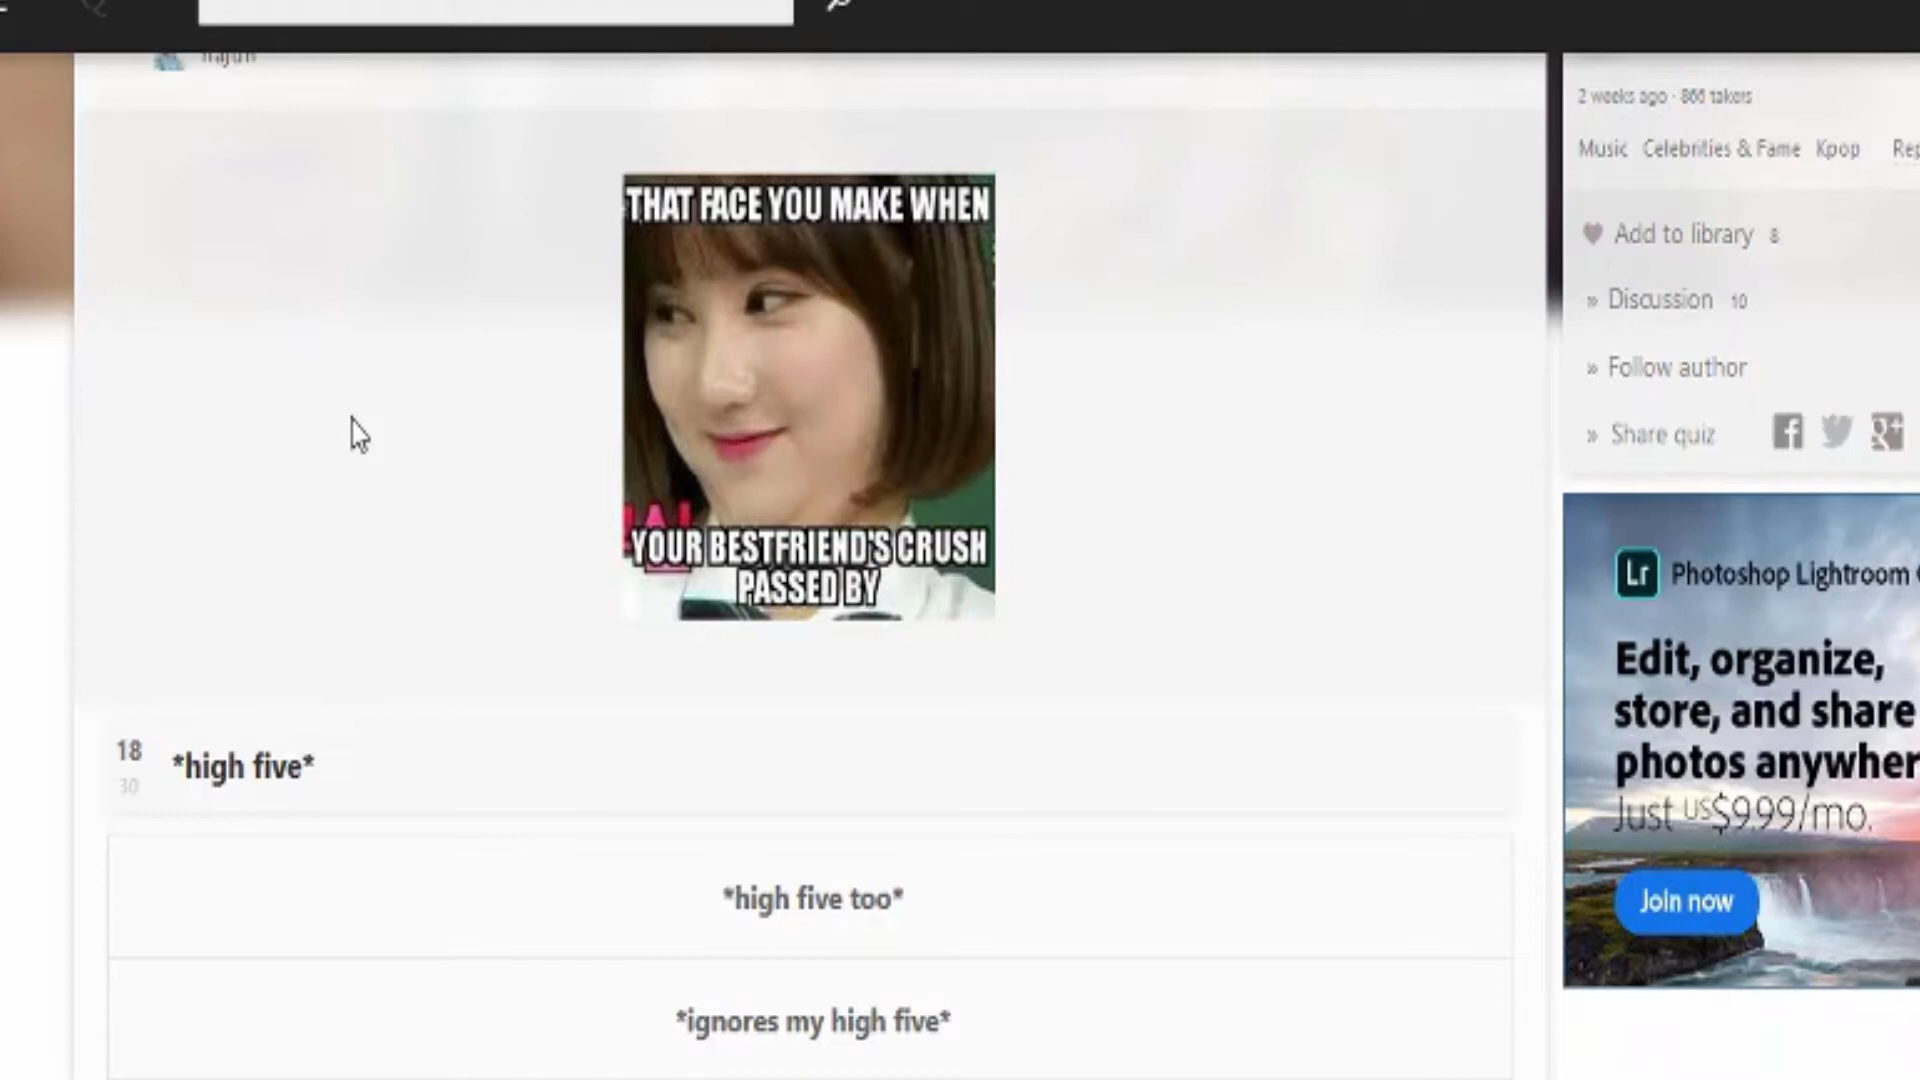 2 weeks ago · 866 takers
Music Celebrities & Fame Kpop
THAT FACE YOU MAKE WHEN
YOUR BESTFRIEND'S CRUSH
PASSED BY
Add to library 8
» Discussion 10
» Follow author
» Share quiz
Lr Photoshop Lightroom
Edit, organize,
store, and share
photos
Just US$9.99/mo.
Join now
18
30
*high five*
*high five too*
*ignores my high five*